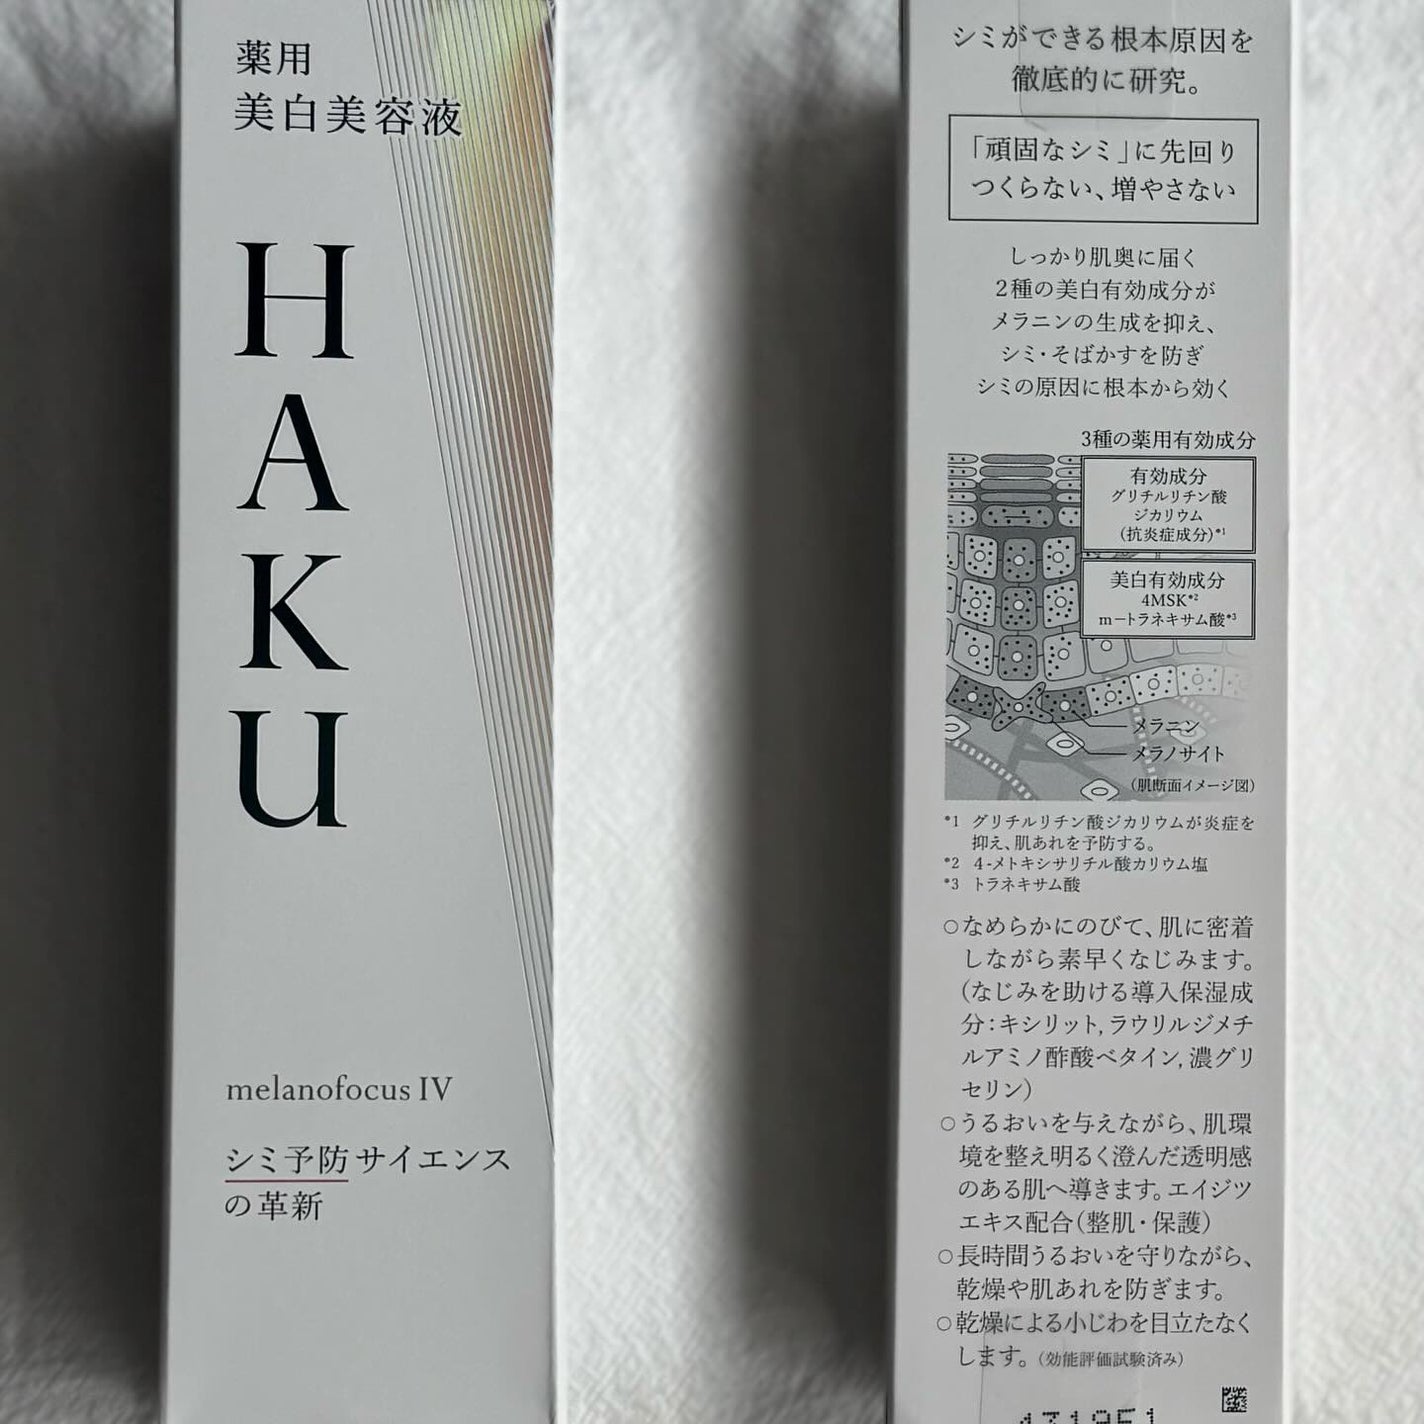 薬用
美白美容液
HAKU
melanofocus IV
シミ予防サイエンス
の革新
シミができる根本原因を
徹底的に研究。
「頑固なシミ」に先回り
つくらない、増やさない
しっかり肌奥に届く
2種の美白有効成分が
メラニンの生成を抑え、
シミ・そばかすを防ぎ
シミの原因に根本から効く
3種の薬用有効成分
有効成分
グリチルリチン酸
ジカリウム
(抗炎症成分)*1
美白有効成分
4MSK*2
m−トラネキサム酸*3
メラニン
メラノサイト
(肌断面イメージ図)
*1 グリチルリチン酸ジカリウムが炎症を
抑え、肌あれを予防する。
*2 4-メトキシサリチル酸カリウム塩
*3 トラネキサム酸
○なめらかにのびて、肌に密着
しながら素早くなじみます。
(なじみを助ける導入保湿成
分:キシリット,ラウリルジメチ
ルアミノ酢酸ベタイン,濃グリ
セリン)
○うるおいを与えながら、肌環
境を整え明るく澄んだ透明感
のある肌へ導きます。エイジツ
エキス配合(整肌・保護)
○長時間うるおいを守りながら、
乾燥や肌あれを防ぎます。
○乾燥による小じわを目立たなく
します。(効能評価試験済み)